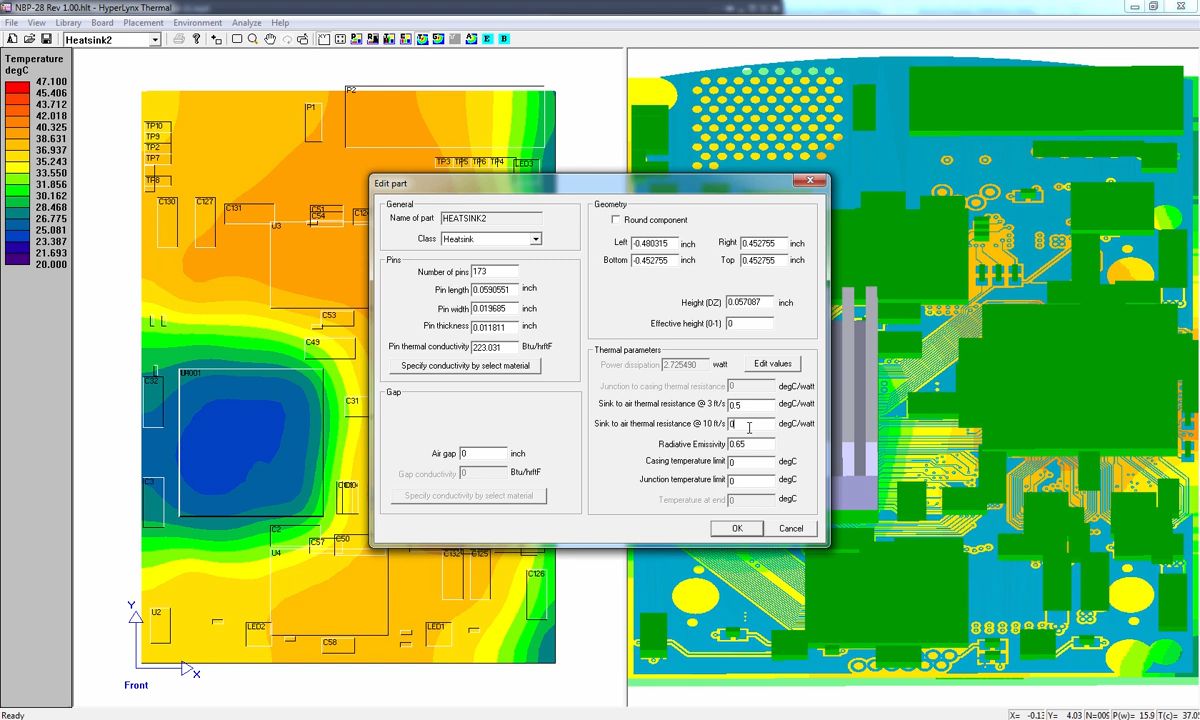 NBP-28 Rev 1.00.hlt - HyperLynx Thermal
File View Library Board Placement Environment Analyze Help
Heatsink2
E B
Temperature
degC
47.100
45.406
43.712
42.018
40.325
38.631
36.937
35.243
33.550
31.856
30.162
28.468
26.775
25.081
23.387
21.693
20.000
P2
P1
TP10
TP9
TP2
TP7
TP8
TP3 TP5 TP6 TP4 LED3
C130
C127
C131
C51
C54
U3
C53
C49
C31
C2
C57
C50
U4
C125
C126
U2
LED2
LED1
C58
Y
X
Front
Edit part
General
Name of part HEATSINK2
Class Heatsink
Pins
Number of pins 173
Pin length 0.0590551 inch
Pin width 0.019685 inch
Pin thickness 0.011811 inch
Pin thermal conductivity 223.031 Btu/hrftF
Specify conductivity by select material
Gap
Air gap 0 inch
Gap conductivity 0 Btu/hrftF
Specify conductivity by select material
Geometry
Round component
Left -0.480315 inch Right 0.452755 inch
Bottom -0.452755 inch Top 0.452755 inch
Height (DZ) 0.057087 inch
Effective height (0-1) 0
Thermal parameters
Power dissipation 2.725490 watt Edit values
Junction to casing thermal resistance 0 degC/watt
Sink to air thermal resistance @ 3 ft/s 0.5 degC/watt
Sink to air thermal resistance @ 10 ft/s 0 degC/watt
Radiative Emissivity 0.65
Casing temperature limit 0 degC
Junction temperature limit 0 degC
Temperature at end 0 degC
OK Cancel
Ready
X= -0.13 Y= 4.03 N=009 P(w)= 15.9 T(c)= 37.0